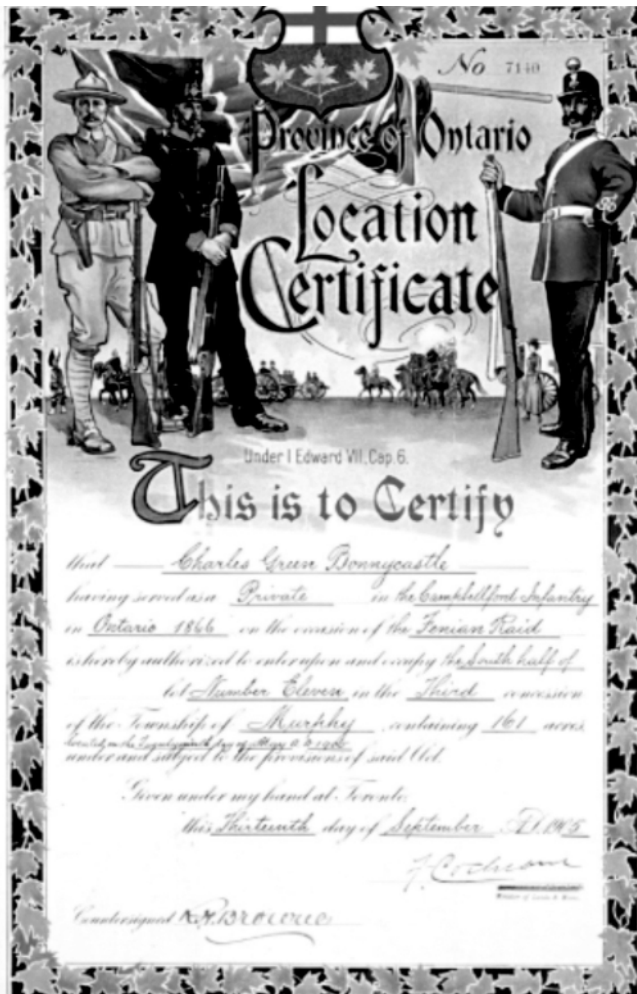 No 7140
Province of Ontario
Location
Certificate
Under I Edward VII, Cap. 6.
This is to Certify
that Charles Green Bonnycastle
having served as a Private in the Campbellford Infantry
in Ontario 1866 on the occasion of the Fenian Raid
is hereby authorized to enter upon and occupy the South half of
lot Number Eleven in the Third concession
of the Township of Murphy containing 161 acres
under and subject to the provisions of said Act.
Given under my hand at Toronto
this Thirteenth day of September A.D. 1905
F. Cochrane
Countersigned